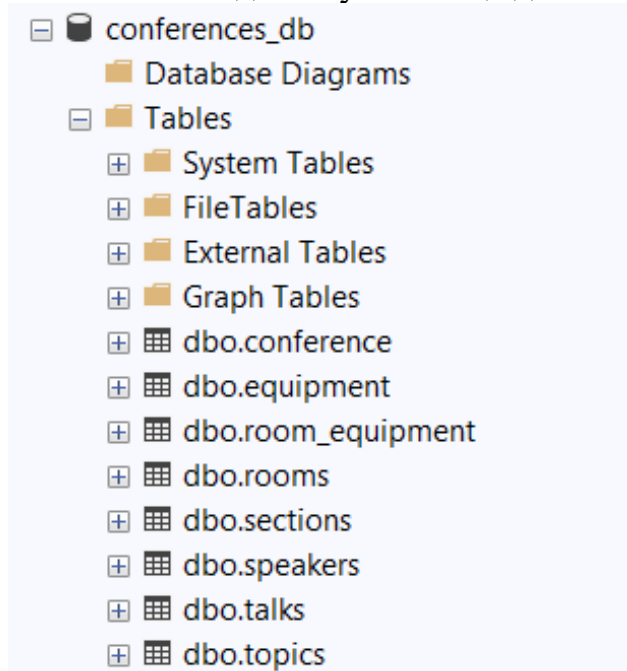 conferences_db
Database Diagrams
Tables
System Tables
FileTables
External Tables
Graph Tables
dbo.conference
dbo.equipment
dbo.room_equipment
dbo.rooms
dbo.sections
dbo.speakers
dbo.talks
dbo.topics